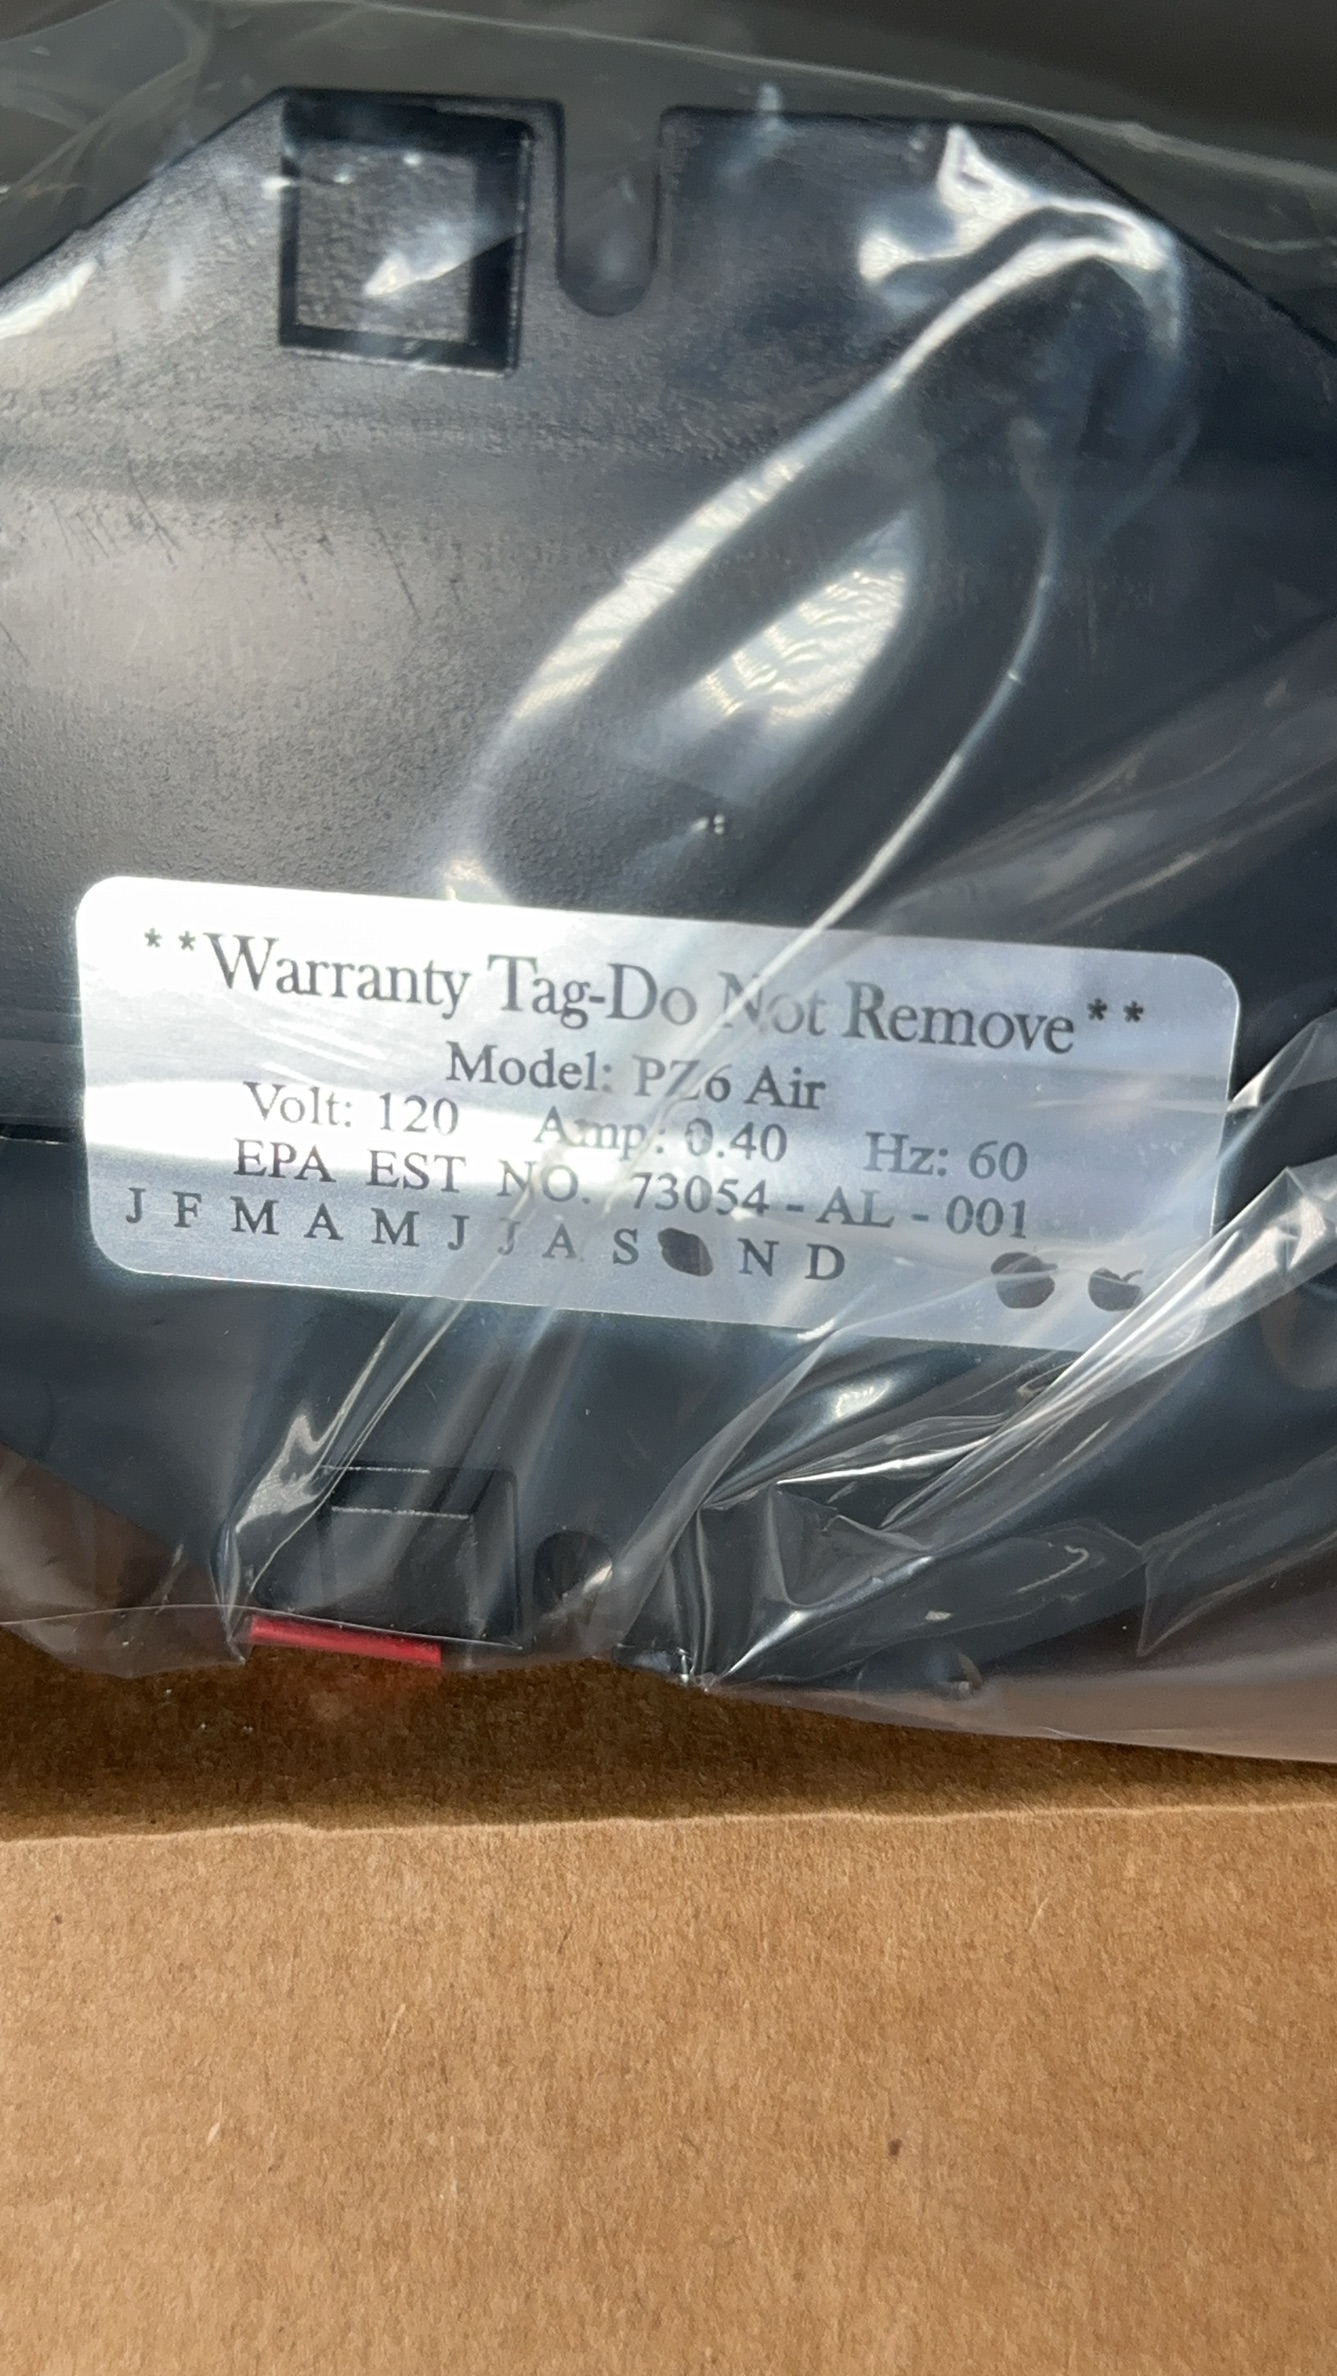 **Warranty Tag-Do Not Remove**
Model: PZ6 Air
Volt: 120 Amp: 0.40 Hz: 60
EPA EST NO. 73054 - AL - 001
J F M A M J J A S N D